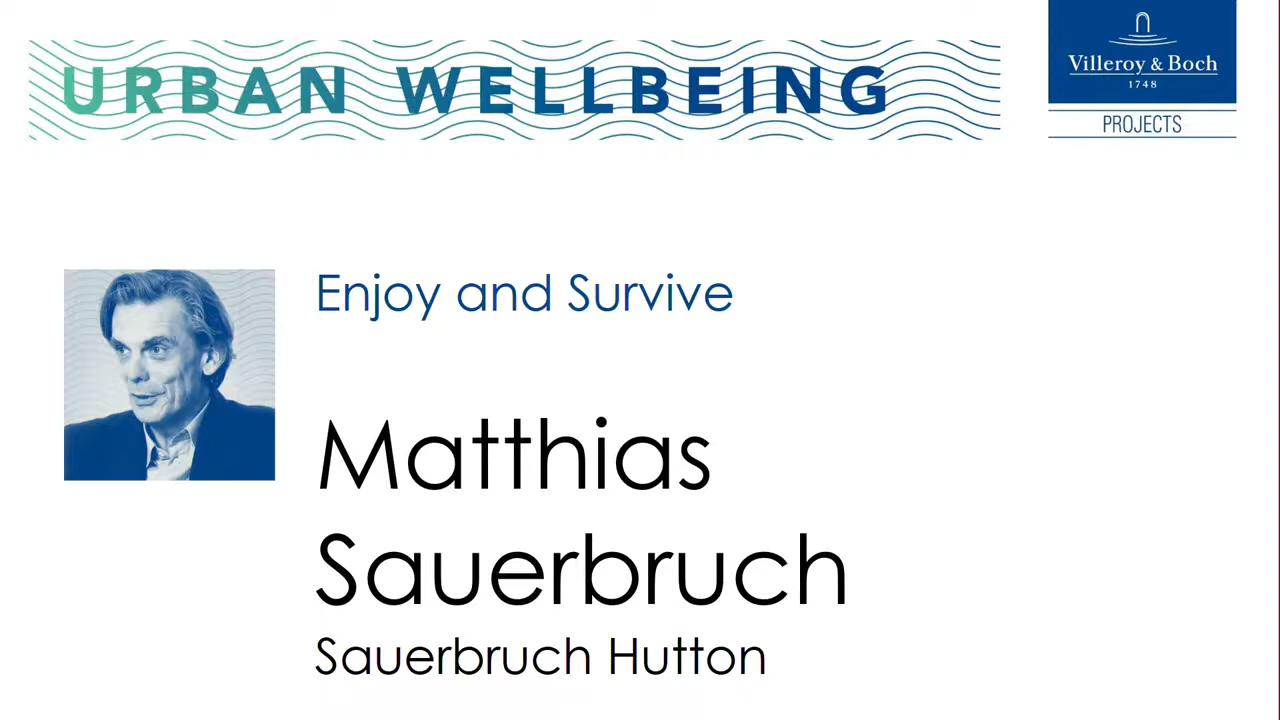 URBAN WELLBEING
Villeroy & Boch
1748
PROJECTS
Enjoy and Survive
Matthias
Sauerbruch
Sauerbruch Hutton